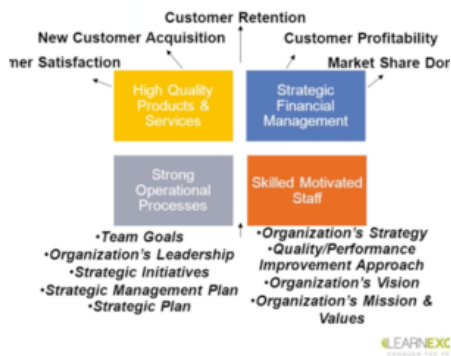 Customer Retention
New Customer Acquisition
Customer Profitability
mer Satisfaction
Market Share Dor
High Quality
Products &
Services
Strategic
Financial
Management
Strong
Operational
Processes
Skilled Motivated
Staff
•Team Goals
•Organization's Leadership
•Strategic Initiatives
•Strategic Management Plan
•Strategic Plan
•Organization's Strategy
•Quality/Performance
Improvement Approach
•Organization's Vision
•Organization's Mission &
Values
LEARNEXC